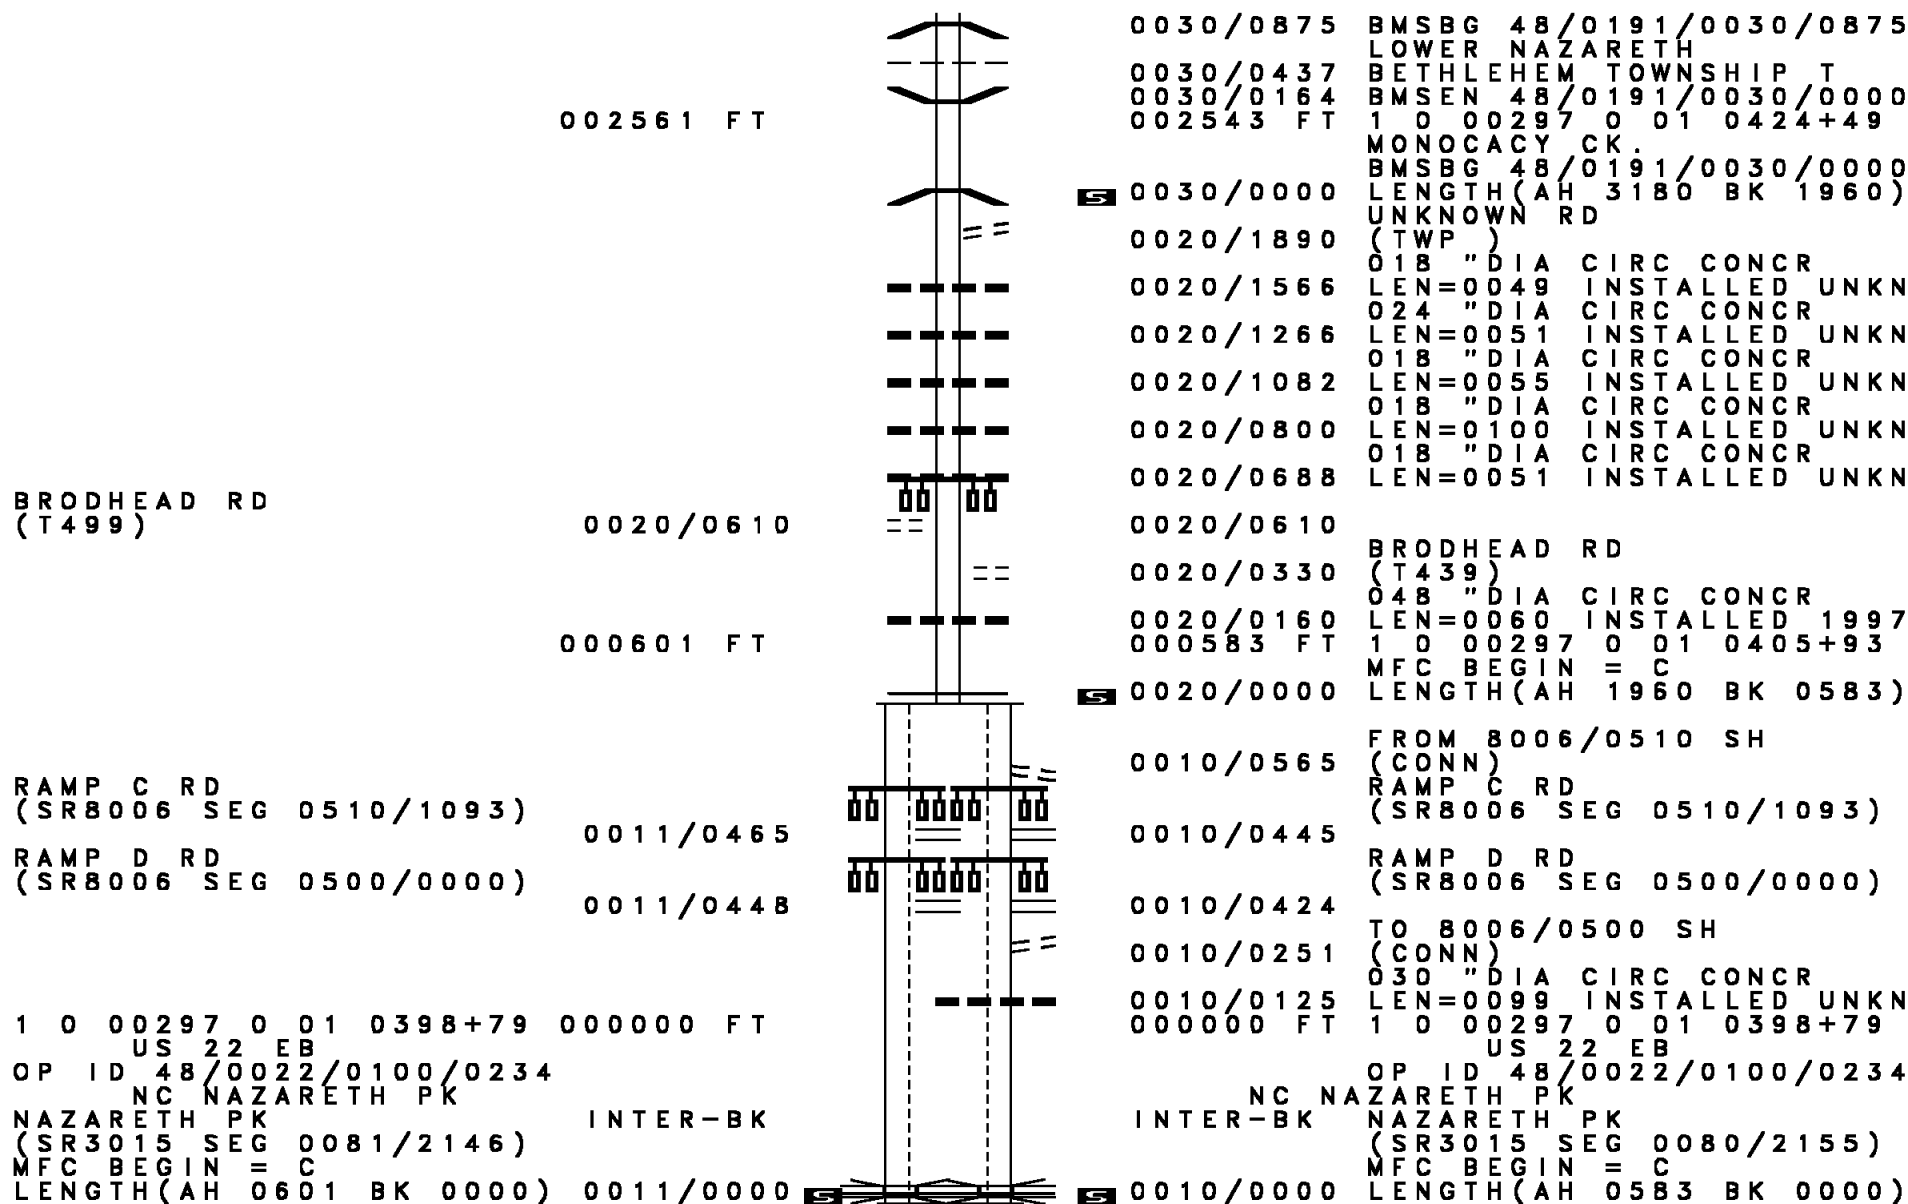 0030/0875 BMSBG 48/0191/0030/0875
LOWER NAZARETH
0030/0437 BETHLEHEM TOWNSHIP T
0030/0164 BMSEN 48/0191/0030/0000
002561 FT 002543 FT 1 0 00297 0 01 0424+49
MONOCACY CK.
BMSBG 48/0191/0030/0000
S 0030/0000 LENGTH(AH 3180 BK 1960)
UNKNOWN RD
0020/1890 (TWP )
018 "DIA CIRC CONCR
0020/1566 LEN=0049 INSTALLED UNKN
024 "DIA CIRC CONCR
0020/1266 LEN=0051 INSTALLED UNKN
018 "DIA CIRC CONCR
0020/1082 LEN=0055 INSTALLED UNKN
018 "DIA CIRC CONCR
0020/0800 LEN=0100 INSTALLED UNKN
018 "DIA CIRC CONCR
0020/0688 LEN=0051 INSTALLED UNKN
BRODHEAD RD
(T499) 0020/0610 0020/0610
BRODHEAD RD
0020/0330 (T439)
048 "DIA CIRC CONCR
0020/0160 LEN=0060 INSTALLED 1997
000601 FT 000583 FT 1 0 00297 0 01 0405+93
MFC BEGIN = C
S 0020/0000 LENGTH(AH 1960 BK 0583)
FROM 8006/0510 SH
0010/0565 (CONN)
RAMP C RD RAMP C RD
(SR8006 SEG 0510/1093) (SR8006 SEG 0510/1093)
0011/0465 0010/0445
RAMP D RD RAMP D RD
(SR8006 SEG 0500/0000) (SR8006 SEG 0500/0000)
0011/0448 0010/0424
TO 8006/0500 SH
0010/0251 (CONN)
030 "DIA CIRC CONCR
0010/0125 LEN=0099 INSTALLED UNKN
1 0 00297 0 01 0398+79 000000 FT 000000 FT 1 0 00297 0 01 0398+79
US 22 EB US 22 EB
OP ID 48/0022/0100/0234 OP ID 48/0022/0100/0234
NC NAZARETH PK NC NAZARETH PK
NAZARETH PK INTER-BK INTER-BK NAZARETH PK
(SR3015 SEG 0081/2146) (SR3015 SEG 0080/2155)
MFC BEGIN = C MFC BEGIN = C
LENGTH(AH 0601 BK 0000) 0011/0000 S S 0010/0000 LENGTH(AH 0583 BK 0000)